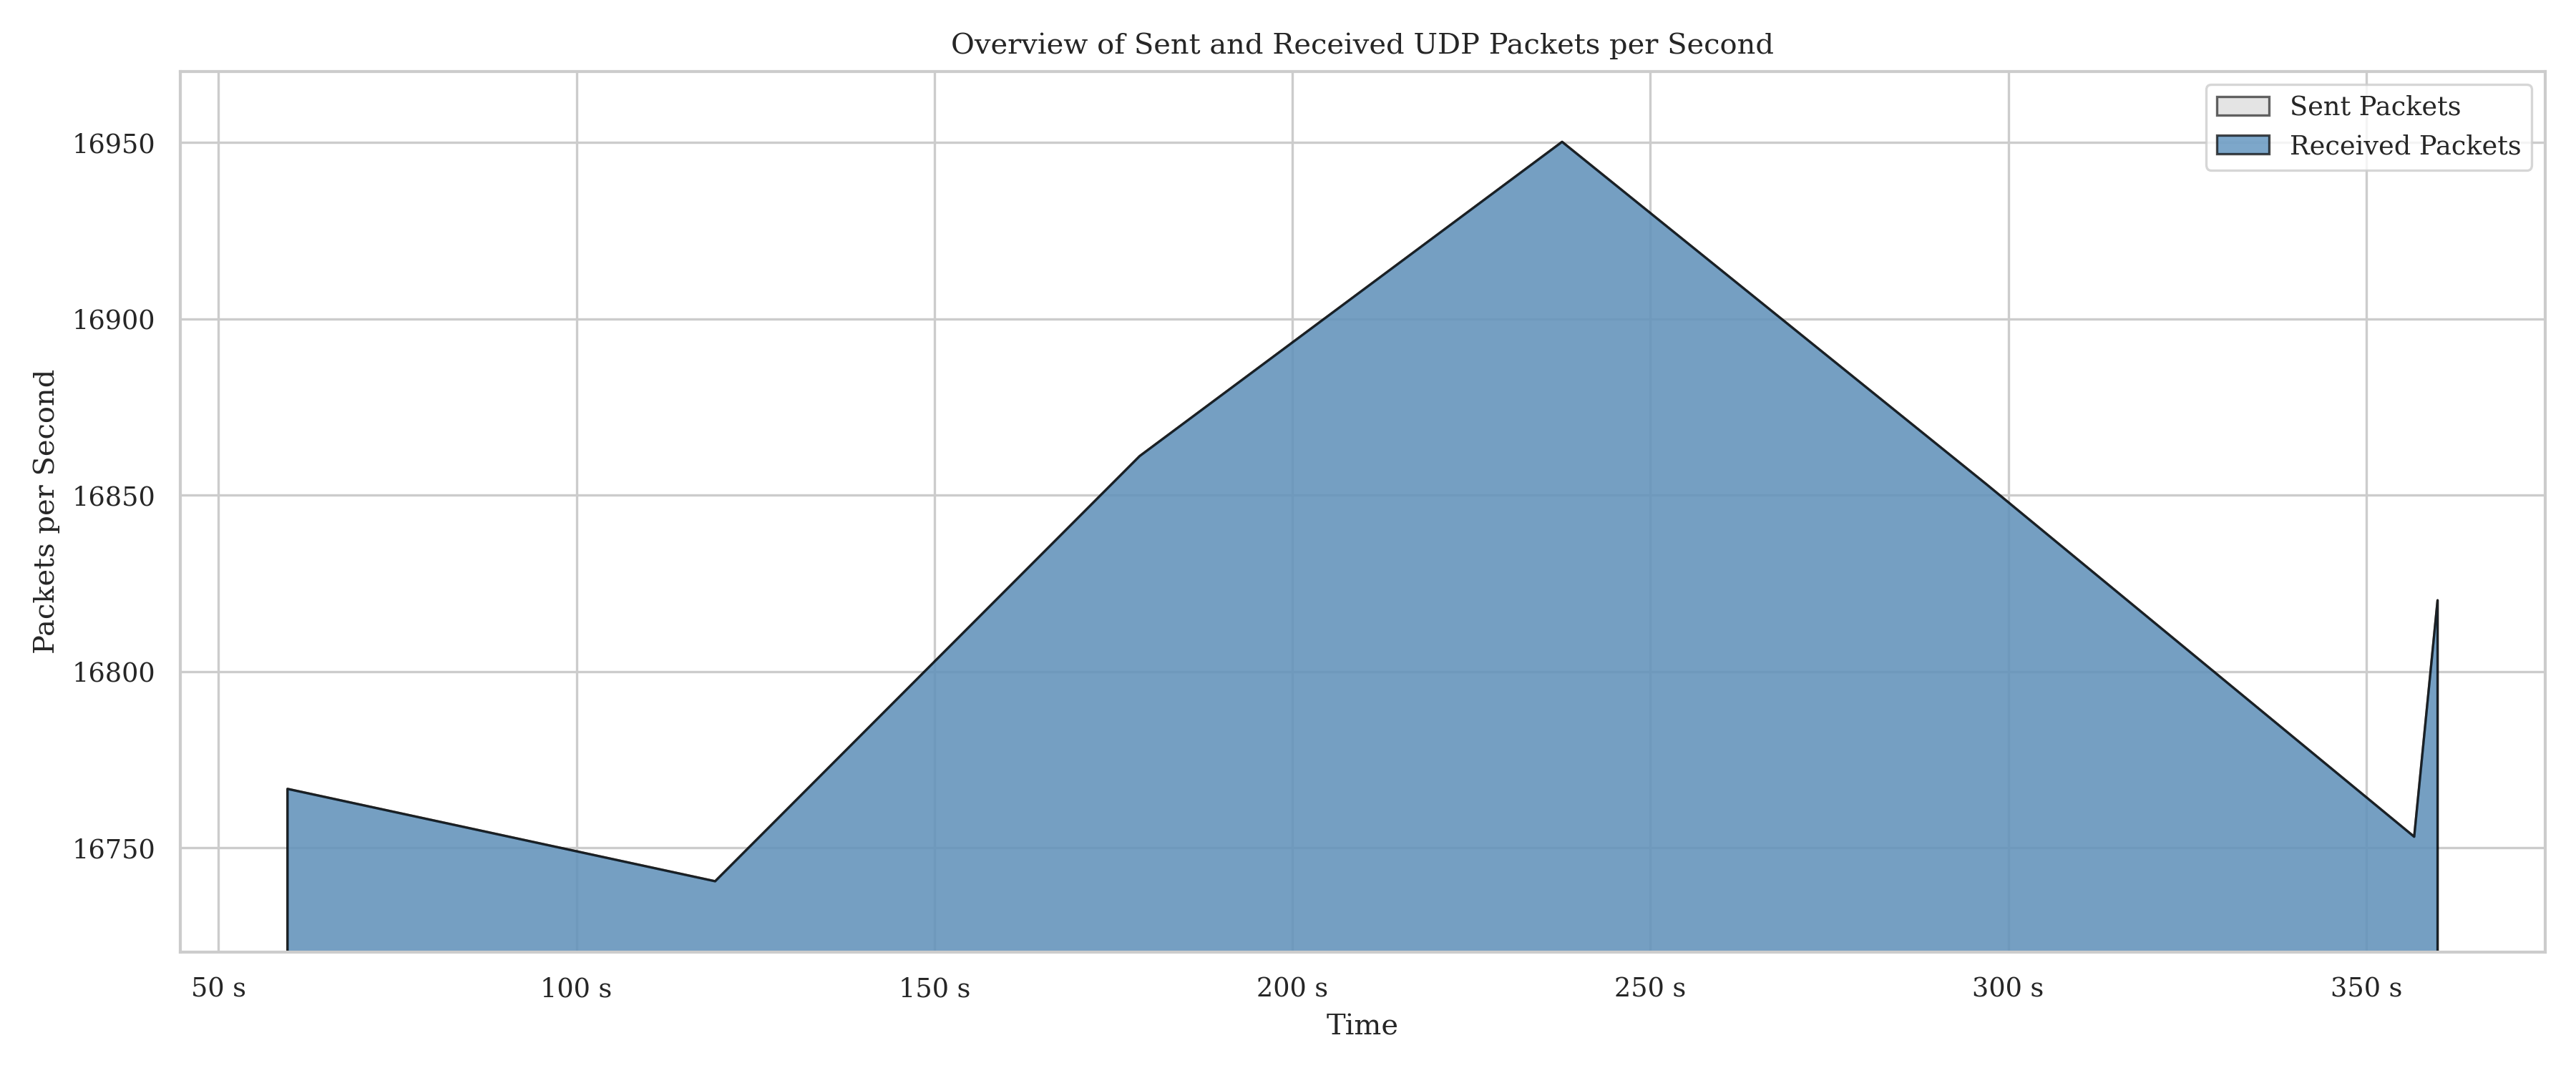 Overview of Sent and Received UDP Packets per Second
Sent Packets
Received Packets
Packets per Second
16950
16900
16850
16800
16750
50 s
100 s
150 s
200 s
250 s
300 s
350 s
Time